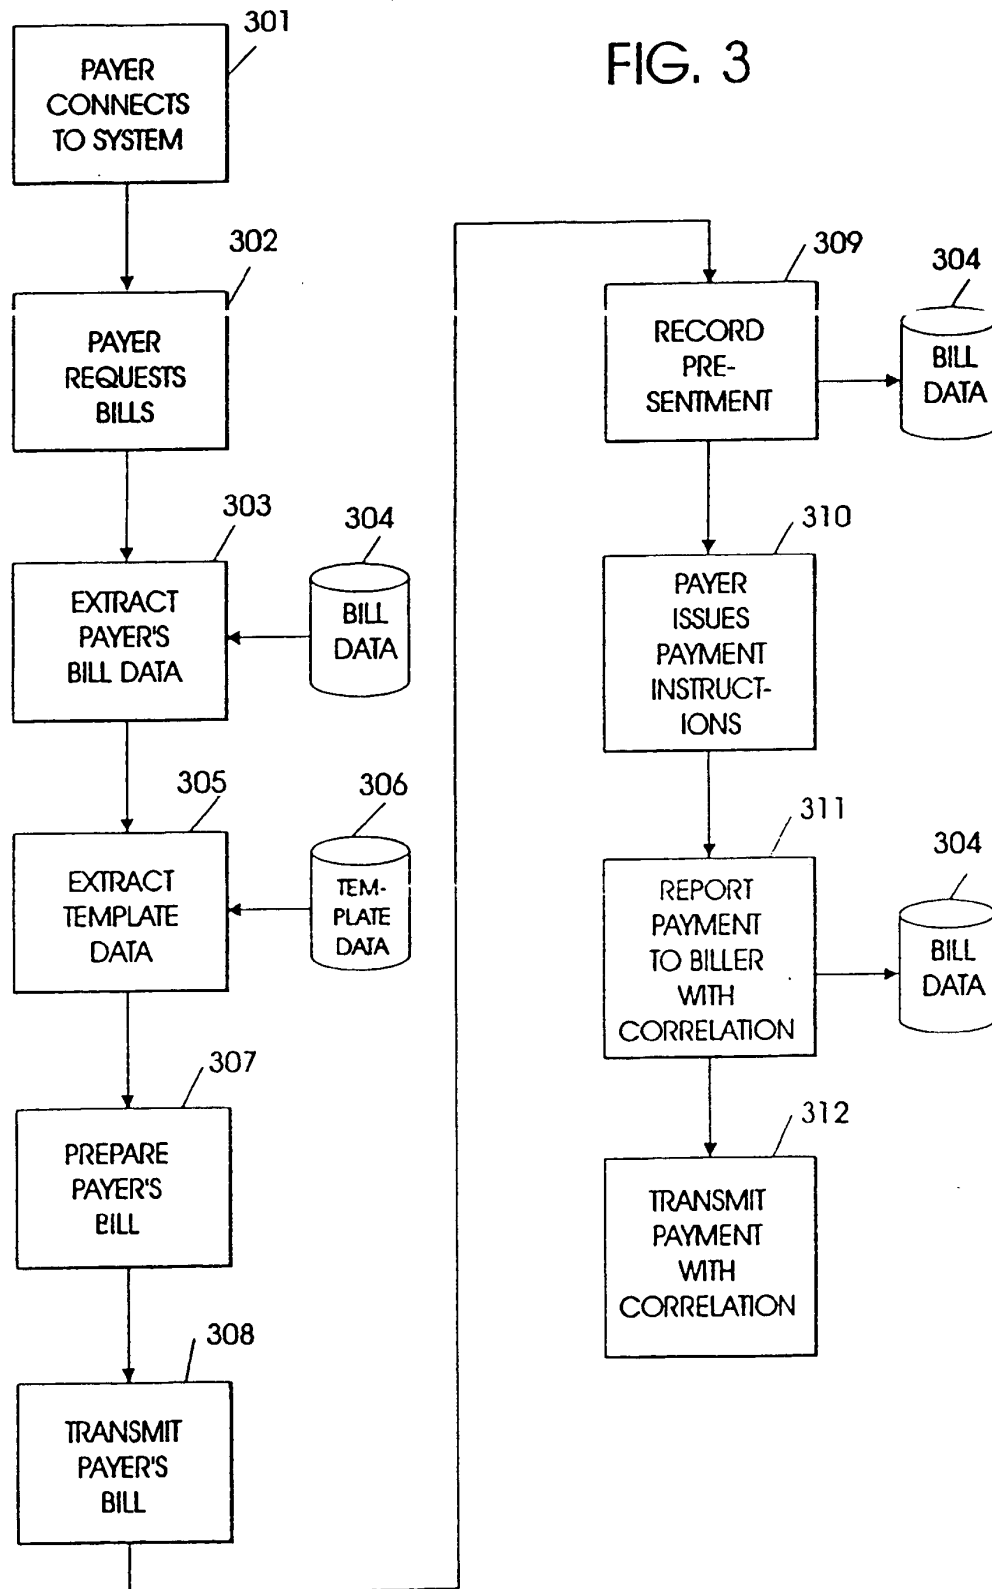 FIG. 3
301
PAYER
CONNECTS
TO SYSTEM
302
PAYER
REQUESTS
BILLS
303
EXTRACT
PAYER'S
BILL DATA
304
BILL
DATA
305
EXTRACT
TEMPLATE
DATA
306
TEM-
PLATE
DATA
307
PREPARE
PAYER'S
BILL
308
TRANSMIT
PAYER'S
BILL
309
RECORD
PRE-
SENTMENT
304
BILL
DATA
310
PAYER
ISSUES
PAYMENT
INSTRUCT-
IONS
311
REPORT
PAYMENT
TO BILLER
WITH
CORRELATION
304
BILL
DATA
312
TRANSMIT
PAYMENT
WITH
CORRELATION